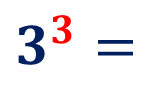 3³ =